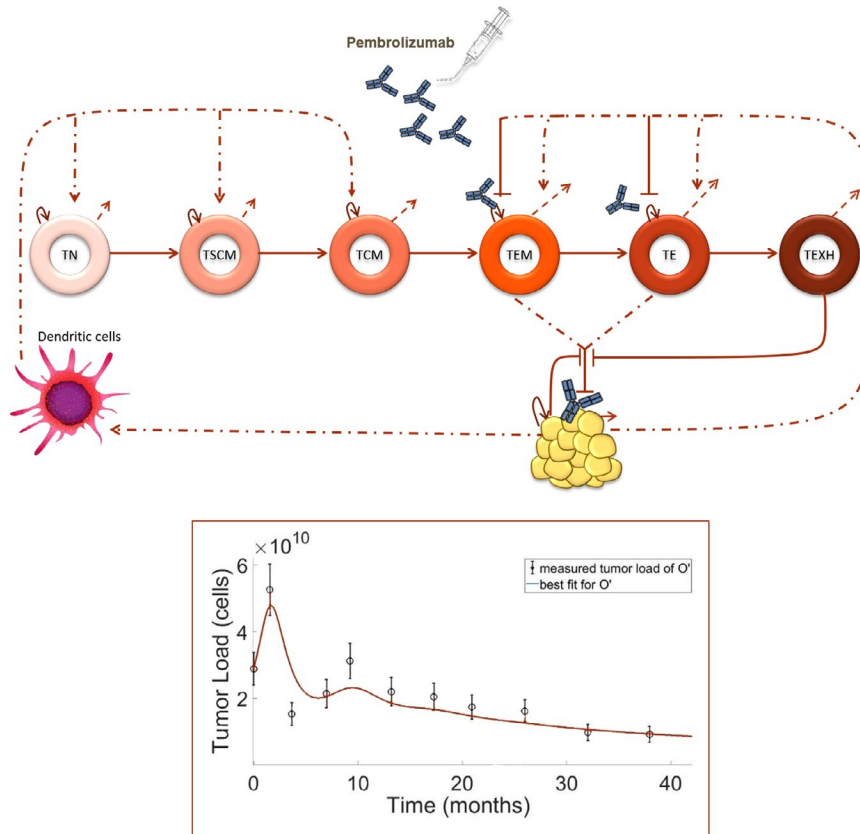 Pembrolizumab
TN
TSCM
TCM
TEM
TE
TEXH
Dendritic cells
×10^10
6
4
2
Tumor Load (cells)
measured tumor load of O'
best fit for O'
0
10
20
30
40
Time (months)